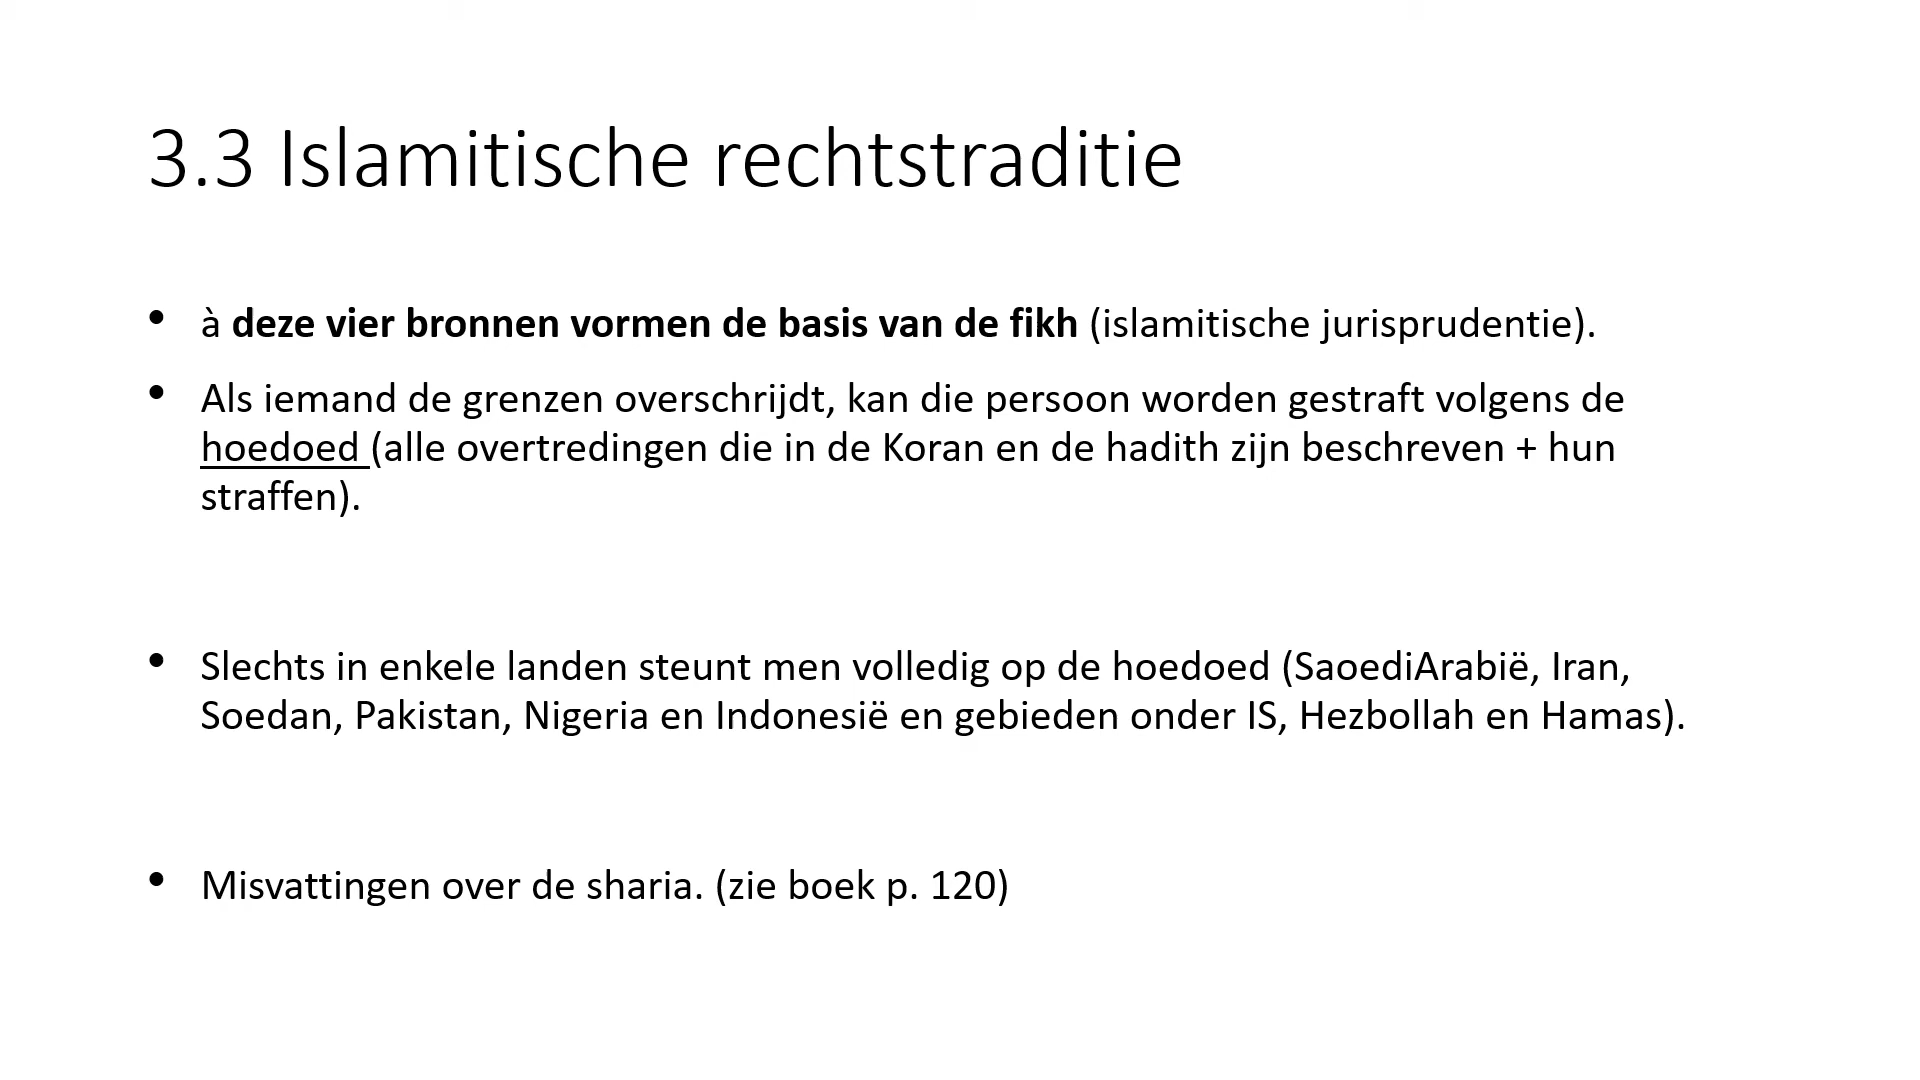 3.3 Islamitische rechtstraditie
• à deze vier bronnen vormen de basis van de fikh (islamitische jurisprudentie).
• Als iemand de grenzen overschrijdt, kan die persoon worden gestraft volgens de
hoedoed (alle overtredingen die in de Koran en de hadith zijn beschreven + hun
straffen).
• Slechts in enkele landen steunt men volledig op de hoedoed (SaoediArabië, Iran,
Soedan, Pakistan, Nigeria en Indonesië en gebieden onder IS, Hezbollah en Hamas).
• Misvattingen over de sharia. (zie boek p. 120)